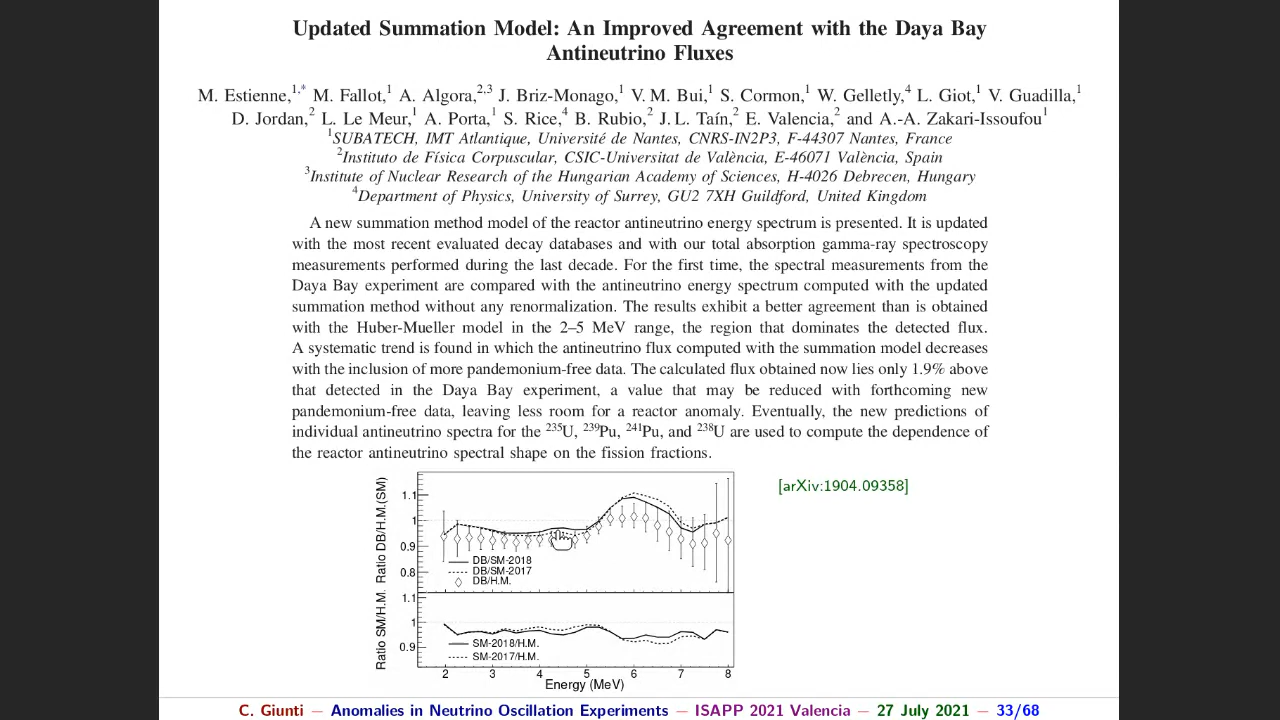 Updated Summation Model: An Improved Agreement with the Daya Bay
Antineutrino Fluxes
M. Estienne,1,* M. Fallot,1 A. Algora,2,3 J. Briz-Monago,1 V. M. Bui,1 S. Cormon,1 W. Gelletly,4 L. Giot,1 V. Guadilla,1
D. Jordan,2 L. Le Meur,1 A. Porta,1 S. Rice,4 B. Rubio,2 J. L. Taín,2 E. Valencia,2 and A.-A. Zakari-Issoufou1
1SUBATECH, IMT Atlantique, Université de Nantes, CNRS-IN2P3, F-44307 Nantes, France
2Instituto de Física Corpuscular, CSIC-Universitat de València, E-46071 València, Spain
3Institute of Nuclear Research of the Hungarian Academy of Sciences, H-4026 Debrecen, Hungary
4Department of Physics, University of Surrey, GU2 7XH Guildford, United Kingdom
A new summation method model of the reactor antineutrino energy spectrum is presented. It is updated
with the most recent evaluated decay databases and with our total absorption gamma-ray spectroscopy
measurements performed during the last decade. For the first time, the spectral measurements from the
Daya Bay experiment are compared with the antineutrino energy spectrum computed with the updated
summation method without any renormalization. The results exhibit a better agreement than is obtained
with the Huber-Mueller model in the 2–5 MeV range, the region that dominates the detected flux.
A systematic trend is found in which the antineutrino flux computed with the summation model decreases
with the inclusion of more pandemonium-free data. The calculated flux obtained now lies only 1.9% above
that detected in the Daya Bay experiment, a value that may be reduced with forthcoming new
pandemonium-free data, leaving less room for a reactor anomaly. Eventually, the new predictions of
individual antineutrino spectra for the 235U, 239Pu, 241Pu, and 238U are used to compute the dependence of
the reactor antineutrino spectral shape on the fission fractions.
[arXiv:1904.09358]
Ratio DB/H.M.(SM)
1.1
1
0.9
0.8
DB/SM-2018
DB/SM-2017
DB/H.M.
Ratio SM/H.M.
1.1
1
0.9
SM-2018/H.M.
SM-2017/H.M.
2 3 4 5 6 7 8
Energy (MeV)
C. Giunti − Anomalies in Neutrino Oscillation Experiments − ISAPP 2021 Valencia − 27 July 2021 − 33/68